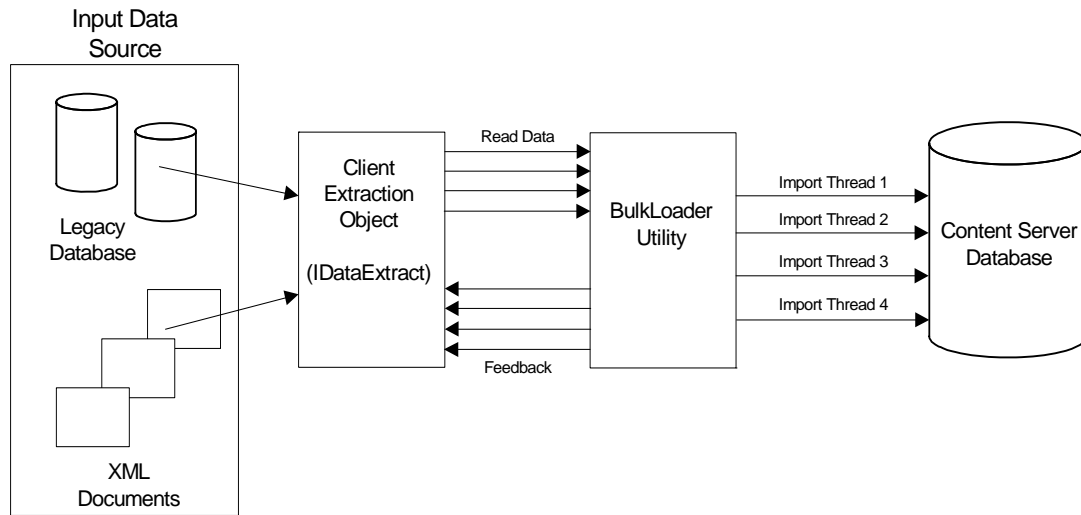 Input Data
Source
Legacy
Database
XML
Documents
Client
Extraction
Object
(IDataExtract)
Read Data
Feedback
BulkLoader
Utility
Import Thread 1
Import Thread 2
Import Thread 3
Import Thread 4
Content Server
Database